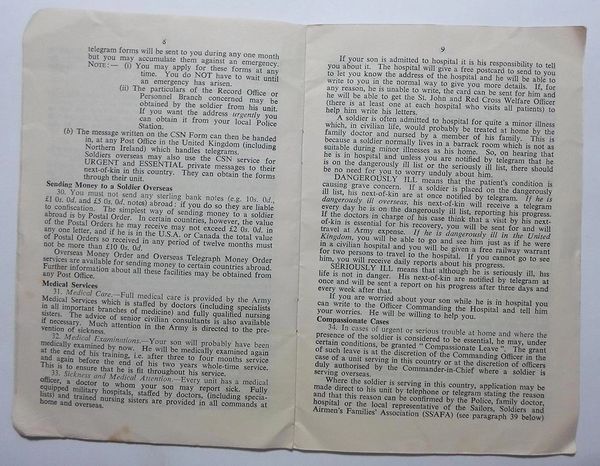 8
telegram forms will be sent to you during any one month
but you may accumulate them against an emergency.
NOTE:— (i) You may apply for these forms at any
time. You do NOT have to wait until
an emergency has arisen.
(ii) The particulars of the Record Office or
Personnel Branch concerned may be
obtained by the soldier from his unit.
If you want the address urgently you
can obtain it from your local Police
Station.
(b) The message written on the CSN Form can then be handed
in, at any Post Office in the United Kingdom (including
Northern Ireland) which handles telegrams.
Soldiers overseas may also use the CSN service for
URGENT and ESSENTIAL private messages to their
next-of-kin in this country. They can obtain the forms
through their unit.
Sending Money to a Soldier Overseas
30. You must not send any sterling bank notes (e.g. 10s. 0d.,
£1 0s. 0d. and £5 0s. 0d. notes) abroad: if you do so they are liable
to confiscation. The simplest way of sending money to a soldier
abroad is by Postal Order. In certain countries, however, the value
of the Postal Orders he may receive may not exceed £2 0s. 0d. in
any one letter, and if he is in the U.S.A. or Canada the total value
of Postal Orders so received in any period of twelve months must
not be more than £10 0s. 0d.
Overseas Money Order and Overseas Telegraph Money Order
services are available for sending money to certain countries abroad.
Further information about all these facilities may be obtained from
any Post Office.
Medical Services
31. Medical Care.—Full medical care is provided by the Army
Medical Services which is staffed by doctors (including specialists
in all important branches of medicine) and fully qualified nursing
sisters. The advice of senior civilian consultants is also available
if necessary. Much attention in the Army is directed to the pre-
vention of sickness.
32. Medical Examinations.—Your son will probably have been
medically examined by now. He will be medically examined again
at the end of his training, i.e. after three to four months service
and again before the end of his two years whole-time service.
This is to ensure that he is fit throughout his service.
33. Sickness and Medical Attention.—Every unit has a medical
officer, a doctor to whom your son may report sick. Fully
equipped military hospitals, staffed by doctors, (including specia-
lists) and trained nursing sisters are provided in all commands at
home and overseas.
9
If your son is admitted to hospital it is his responsibility to tell
you about it. The hospital will give a free postcard to send to you
to let you know the address of the hospital and he will be able to
write to you in the normal way to give you more details. If, for
any reason, he is unable to write, the card can be sent for him and
he will be able to get the St. John and Red Cross Welfare Officer
(there is at least one at each hospital who visits all patients) to
help him write his letters.
A soldier is often admitted to hospital for quite a minor illness
which, in civilian life, would probably be treated at home by the
family doctor and nursed by a member of his family. This is
because a soldier normally lives in a barrack room which is not as
suitable during minor illnesses as his home. So, on hearing that
he is in hospital and unless you are notified by telegram that he
is on the dangerously ill list or the seriously ill list, there should
be no need for you to worry unduly about him.
DANGEROUSLY ILL means that the patient's condition is
causing grave concern. If a soldier is placed on the dangerously
ill list, his next-of-kin are at once notified by telegram. If he is
dangerously ill overseas, his next-of-kin will receive a telegram
every day he is on the dangerously ill list, reporting his progress.
If the doctors in charge of his case think that a visit by his next-
of-kin is essential for his recovery, you will be sent for and will
travel at Army expense. If he is dangerously ill in the United
Kingdom, you will be able to go and see him just as if he were
in a civilian hospital and you will be given a free railway warrant
for two persons to travel to the hospital. If you cannot go to see
him, you will receive daily reports about his progress.
SERIOUSLY ILL means that although he is seriously ill, his
life is not in danger. His next-of-kin are notified by telegram at
once and will be sent a report on his progress after three days and
every week after that.
If you are worried about your son while he is in hospital you
can write to the Officer Commanding the Hospital and tell him
your worries. He will be willing to help you.
Compassionate Cases
34. In cases of urgent or serious trouble at home and where the
presence of the soldier is considered to be essential, he may, under
certain conditions, be granted "Compassionate Leave". The grant
of such leave is at the discretion of the Commanding Officer in the
case of a unit serving in this country or at the discretion of officers
duly authorised by the Commander-in-Chief where a soldier is
serving overseas.
Where the soldier is serving in this country, application may be
made direct to his unit by telephone or telegram stating the reason
and that this reason can be confirmed by the Police, family doctor,
hospital or the local representative of the Sailors, Soldiers and
Airmen's Families' Association (SSAFA) (see paragraph 39 below)